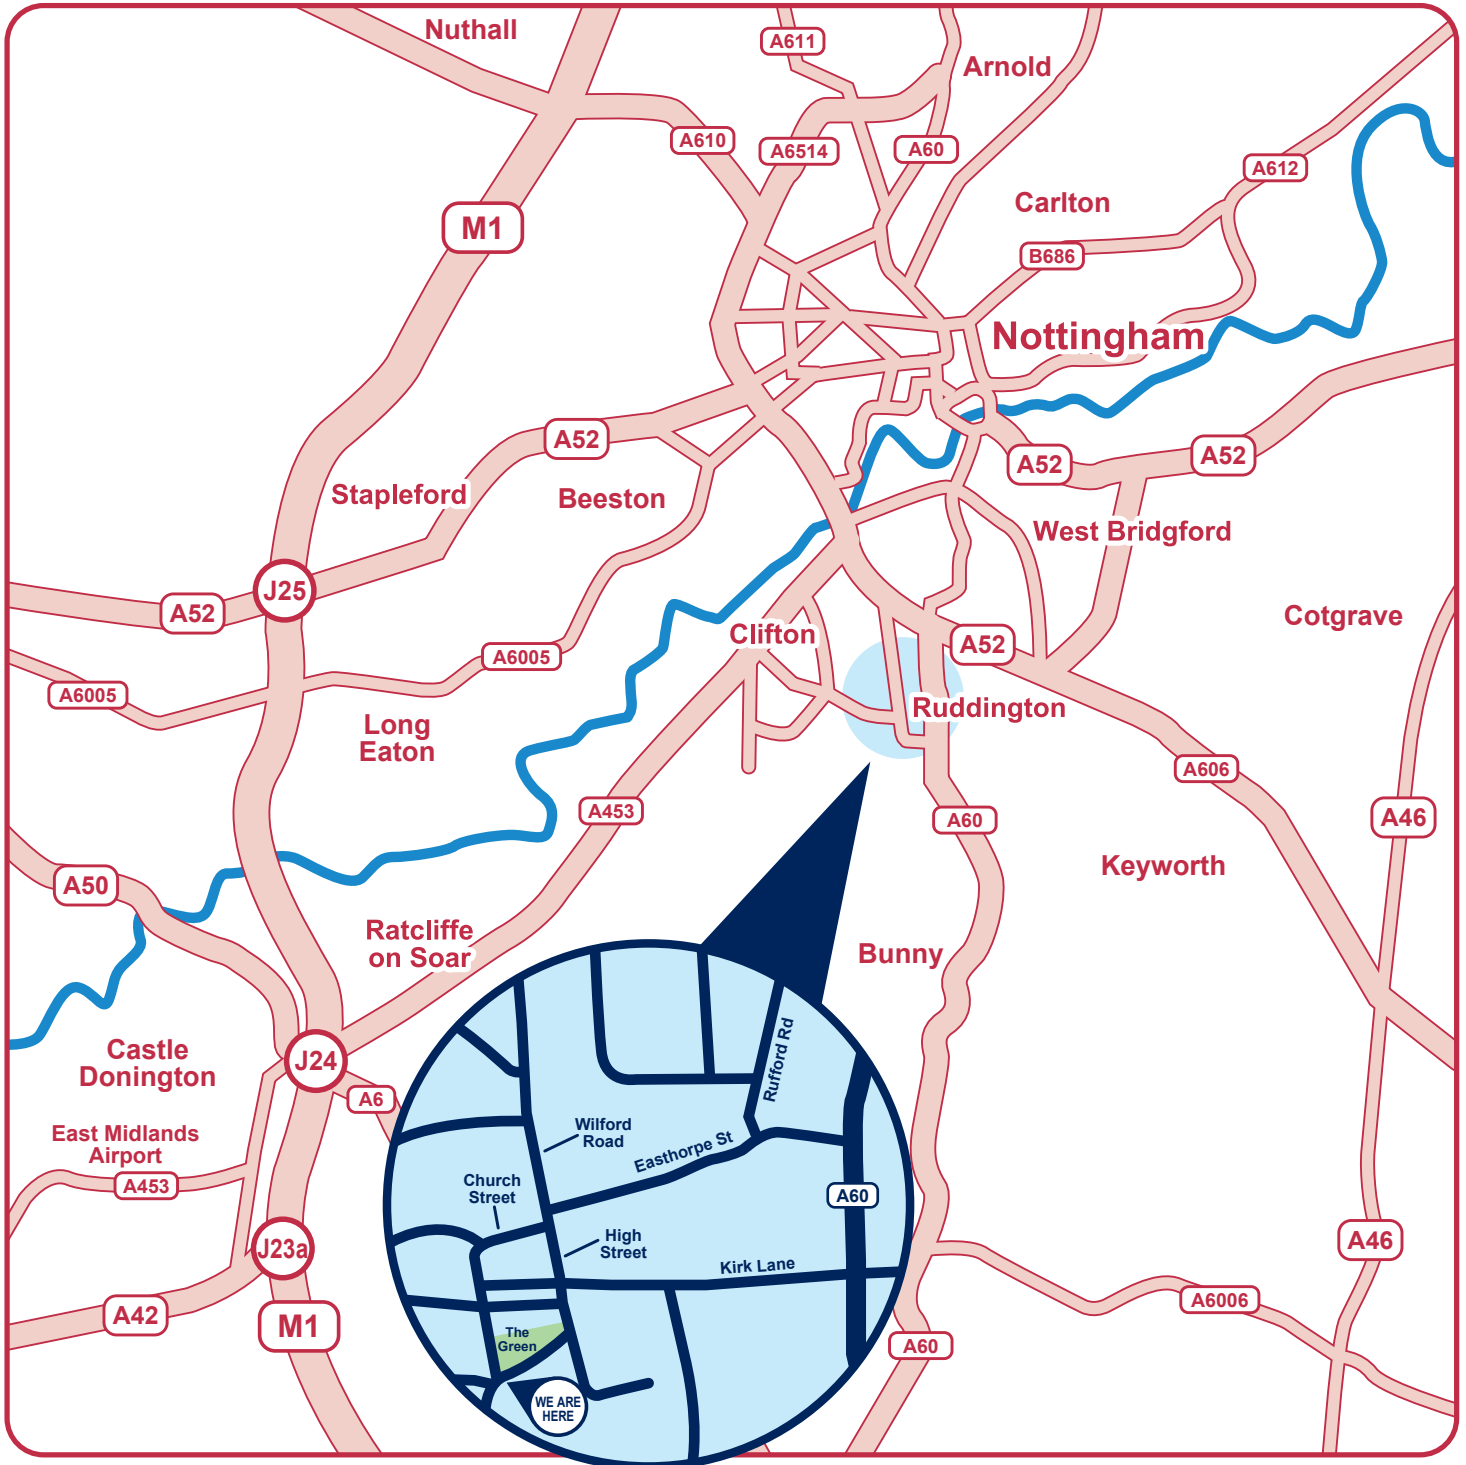 Nuthall
A611
Arnold
A610
A6514
A60
A612
Carlton
M1
B686
Nottingham
A52
A52
A52
Stapleford
Beeston
West Bridgford
J25
A52
Cotgrave
Clifton
A52
A6005
A6005
Ruddington
Long
Eaton
A606
A453
A60
A46
Keyworth
A50
Ratcliffe
on Soar
Bunny
Castle
Donington
J24
A6
East Midlands
Airport
A453
J23a
A42
M1
A46
A6006
A60
Rufford Rd
Wilford
Road
Easthorpe St
Church
Street
A60
High
Street
Kirk Lane
The
Green
WE ARE
HERE